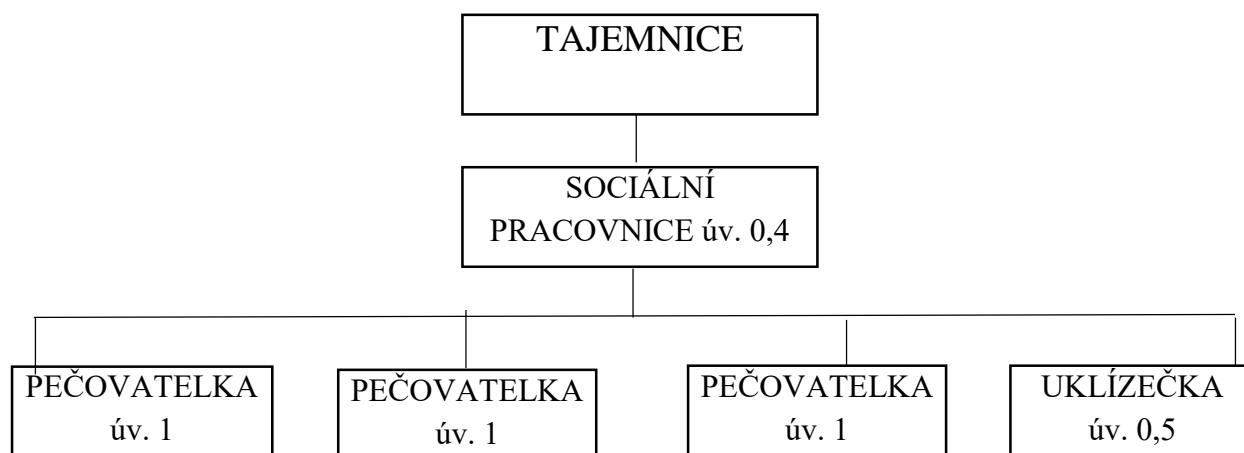 TAJEMNICE
SOCIÁLNÍ
PRACOVNICE úv. 0,4
PEČOVATELKA
úv. 1
PEČOVATELKA
úv. 1
PEČOVATELKA
úv. 1
UKLÍZEČKA
úv. 0,5